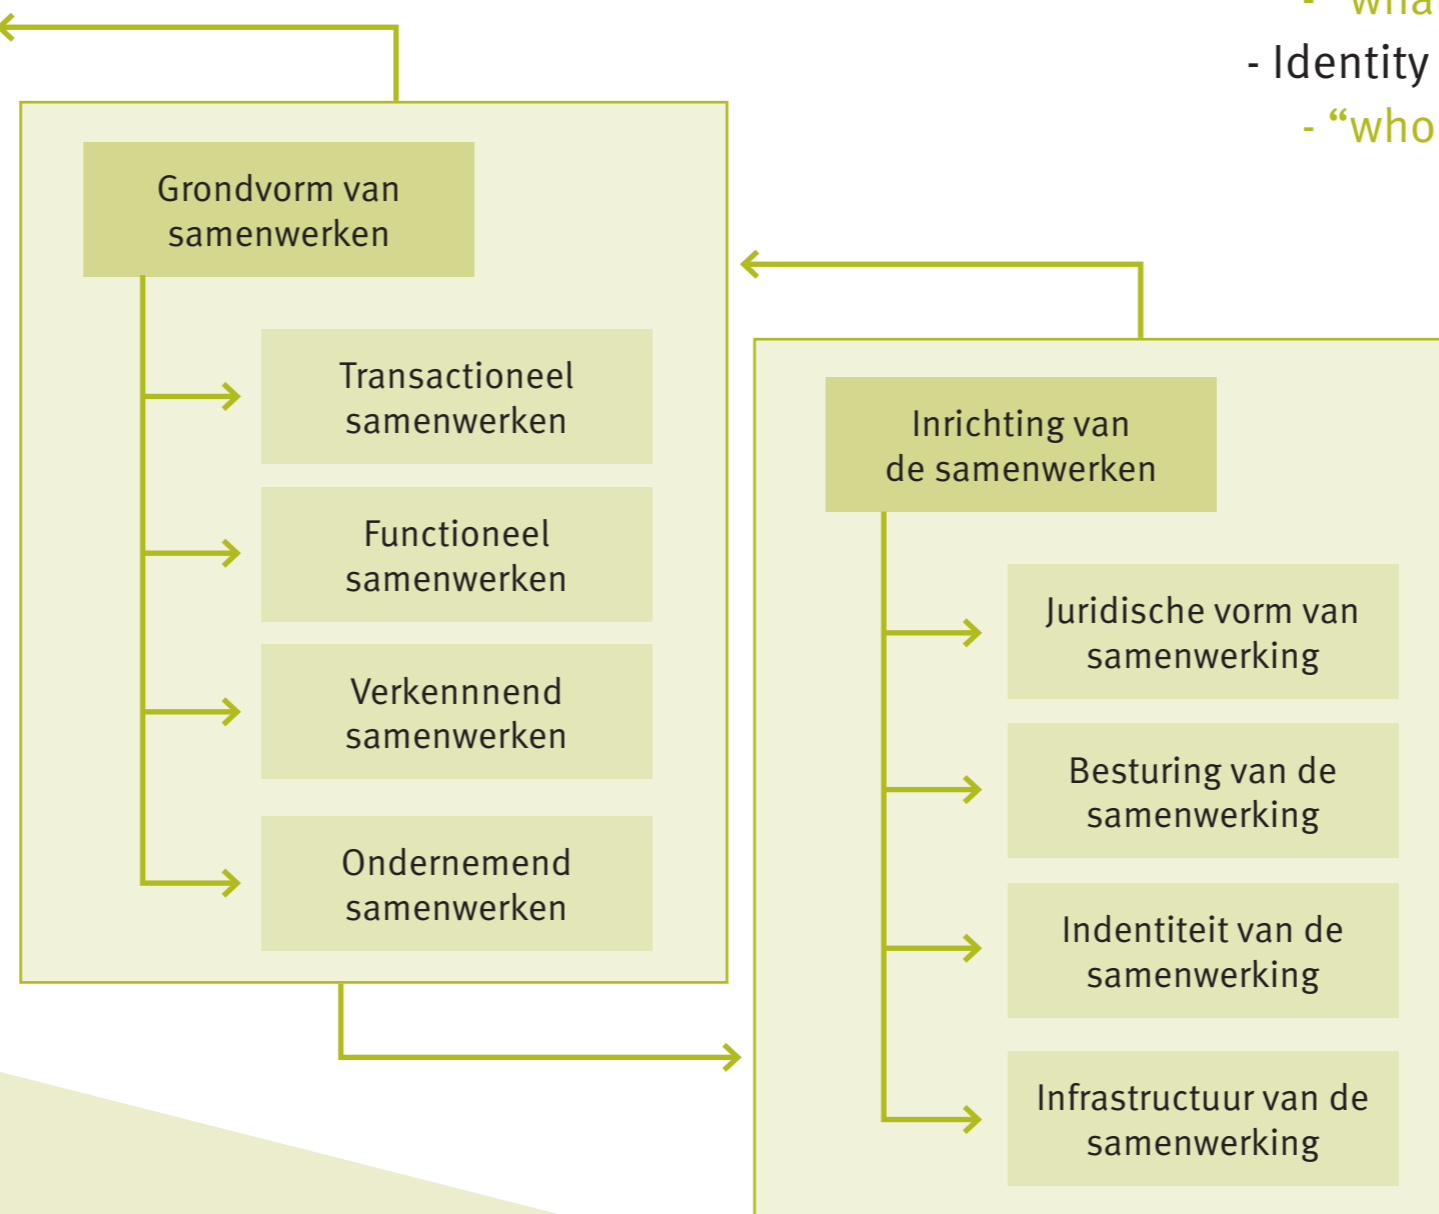 - "wha
- Identity
- “who
Grondvorm van
samenwerken
Transactioneel
samenwerken
Functioneel
samenwerken
Verkennnend
samenwerken
Ondernemend
samenwerken
Inrichting van
de samenwerken
Juridische vorm van
samenwerking
Besturing van de
samenwerking
Indentiteit van de
samenwerking
Infrastructuur van de
samenwerking